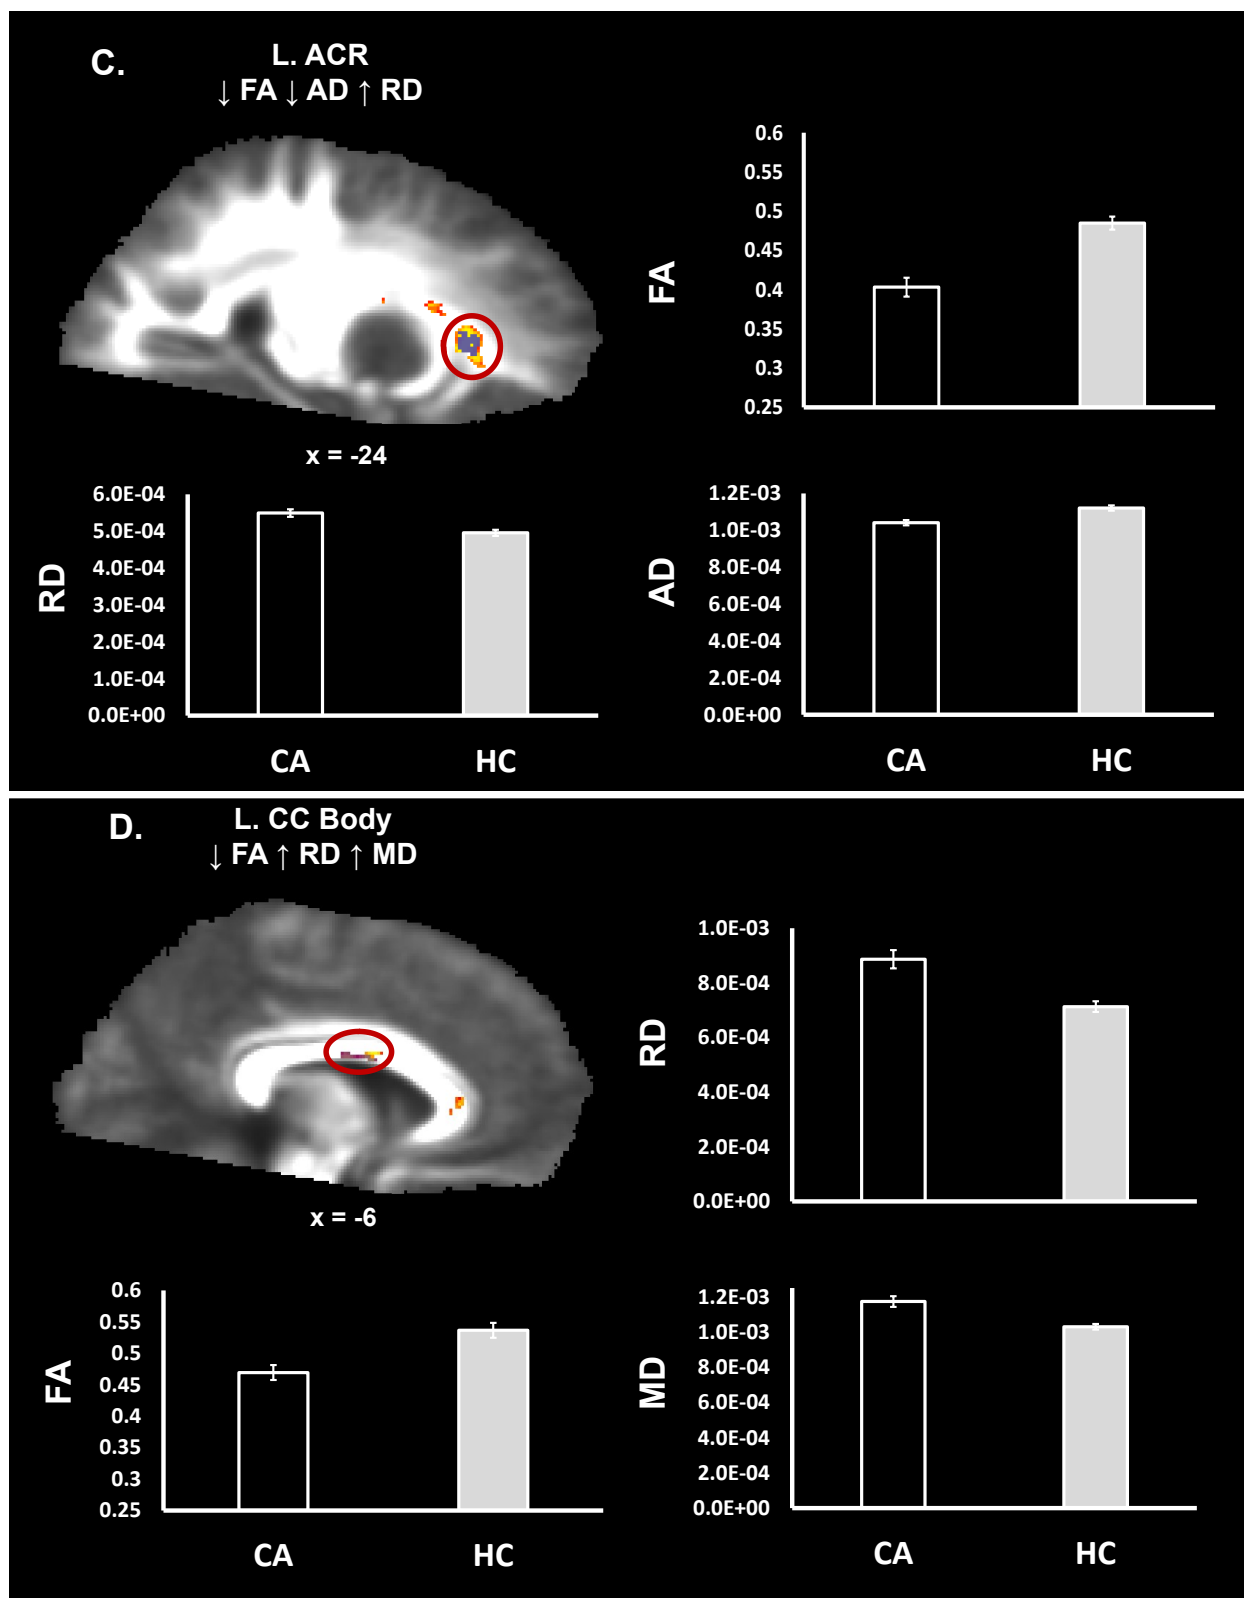 C.
L. ACR
↓ FA ↓ AD ↑ RD
x = -24
FA
0.6
0.55
0.5
0.45
0.4
0.35
0.3
0.25
RD
6.0E-04
5.0E-04
4.0E-04
3.0E-04
2.0E-04
1.0E-04
0.0E+00
CA HC
AD
1.2E-03
1.0E-03
8.0E-04
6.0E-04
4.0E-04
2.0E-04
0.0E+00
CA HC
D.
L. CC Body
↓ FA ↑ RD ↑ MD
x = -6
RD
1.0E-03
8.0E-04
6.0E-04
4.0E-04
2.0E-04
0.0E+00
FA
0.6
0.55
0.5
0.45
0.4
0.35
0.3
0.25
CA HC
MD
1.2E-03
1.0E-03
8.0E-04
6.0E-04
4.0E-04
2.0E-04
0.0E+00
CA HC